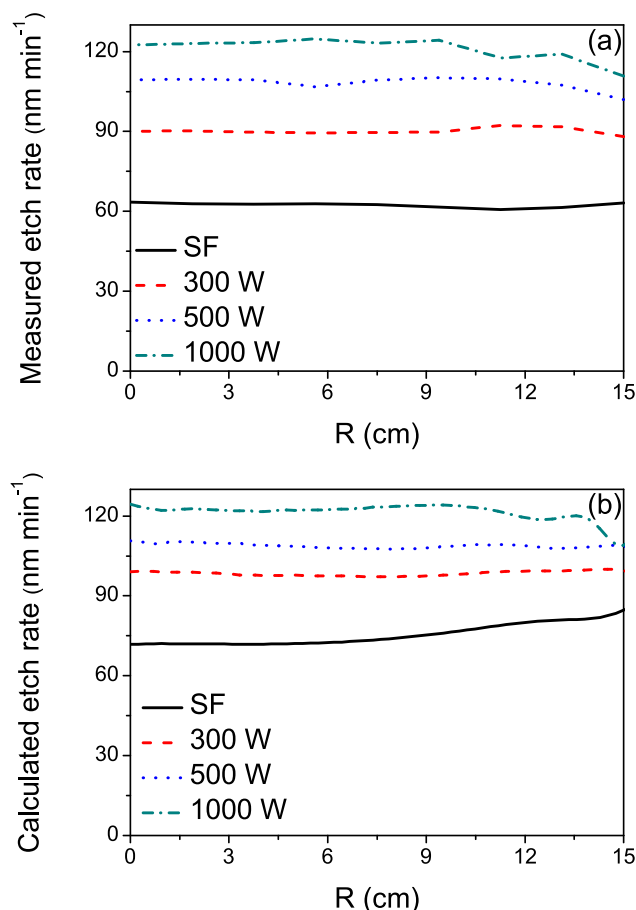 (a)
Measured etch rate (nm min⁻¹)
120
90
60
30
0
SF
300 W
500 W
1000 W
0 3 6 9 12 15
R (cm)
(b)
Calculated etch rate (nm min⁻¹)
120
90
60
30
0
SF
300 W
500 W
1000 W
0 3 6 9 12 15
R (cm)